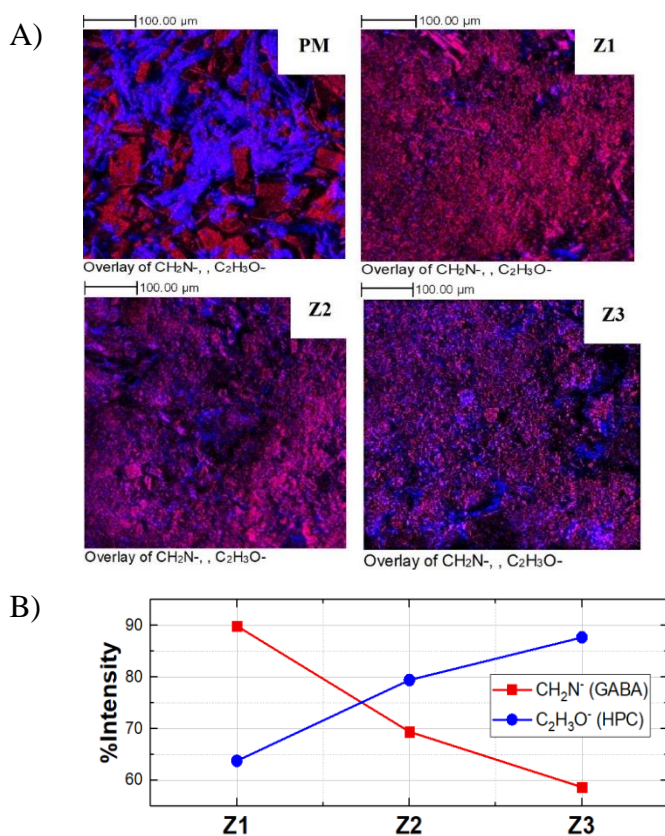 A)
100.00 µm
PM
Overlay of CH₂N-, , C₂H₃O-
100.00 µm
Z1
Overlay of CH₂N-, , C₂H₃O-
100.00 µm
Z2
Overlay of CH₂N-, , C₂H₃O-
100.00 µm
Z3
Overlay of CH₂N-, , C₂H₃O-
B)
%Intensity
90
80
70
60
CH₂N⁻ (GABA)
C₂H₃O⁻ (HPC)
Z1 Z2 Z3